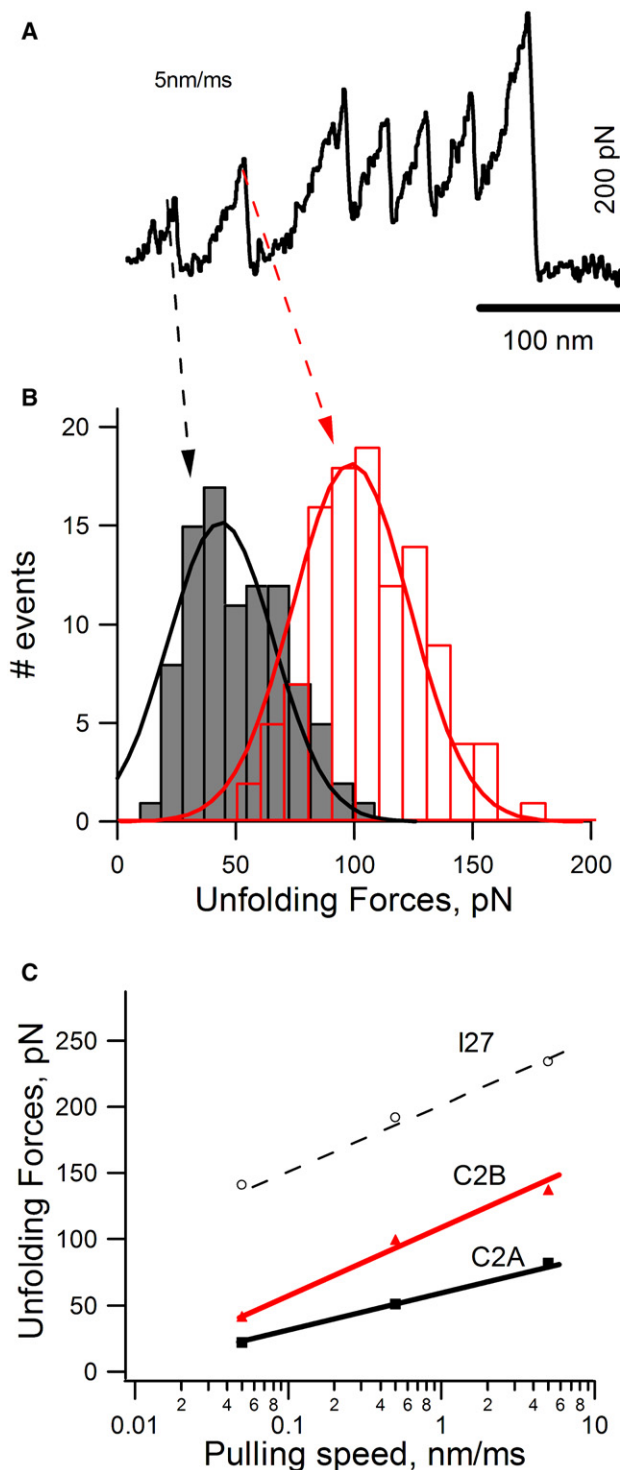 A
5nm/ms
200 pN
100 nm
B
20
15
10
5
0
# events
0 50 100 150 200
Unfolding Forces, pN
C
250
200
150
100
50
0
Unfolding Forces, pN
I27
C2B
C2A
2 4 6 8 2 4 6 8 2 4 6 8
0.01 0.1 1 10
Pulling speed, nm/ms